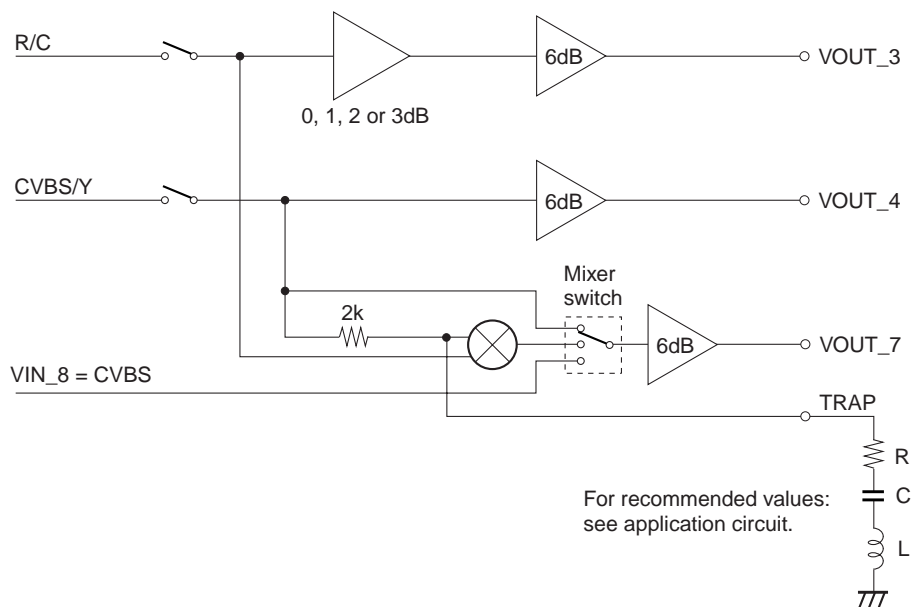 R/C
6dB
VOUT_3
0, 1, 2 or 3dB
CVBS/Y
6dB
VOUT_4
Mixer
switch
2k
6dB
VOUT_7
VIN_8 = CVBS
TRAP
R
C
For recommended values:
see application circuit.
L